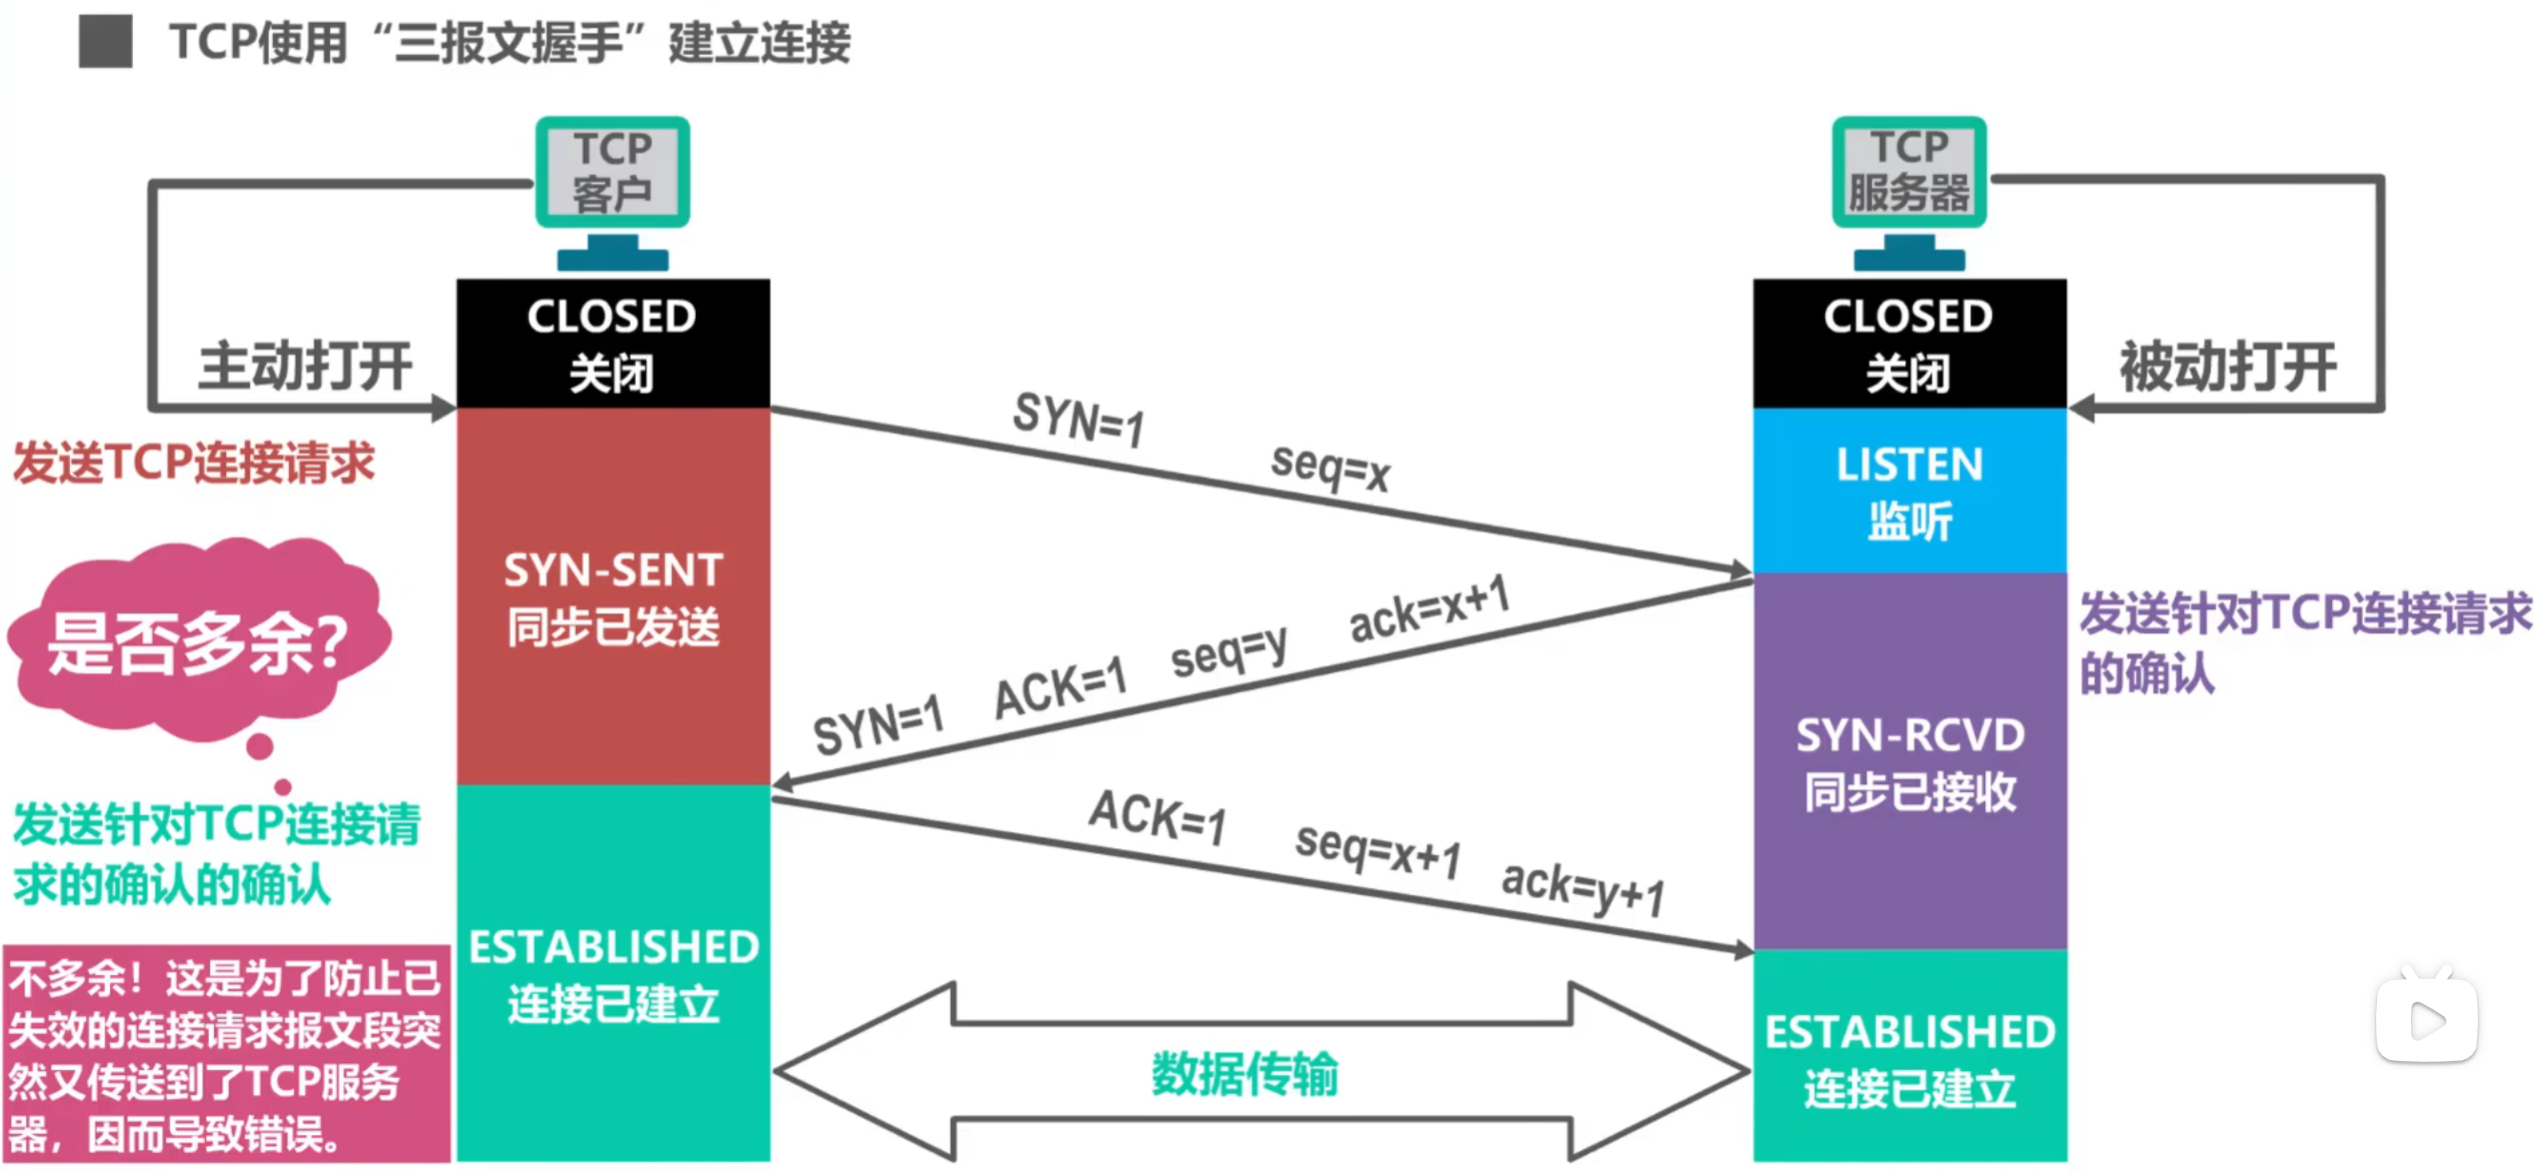 TCP使用“三报文握手”建立连接
TCP
客户
TCP
服务器
CLOSED
关闭
CLOSED
关闭
主动打开
被动打开
SYN=1 seq=x
发送TCP连接请求
LISTEN
监听
SYN-SENT
同步已发送
是否多余?
SYN=1 ACK=1 seq=y ack=x+1
发送针对TCP连接请求
的确认
SYN-RCVD
同步已接收
ACK=1 seq=x+1 ack=y+1
发送针对TCP连接请
求的确认的确认
ESTABLISHED
连接已建立
不多余！这是为了防止已
失效的连接请求报文段突
然又传送到了TCP服务
器，因而导致错误。
数据传输
ESTABLISHED
连接已建立